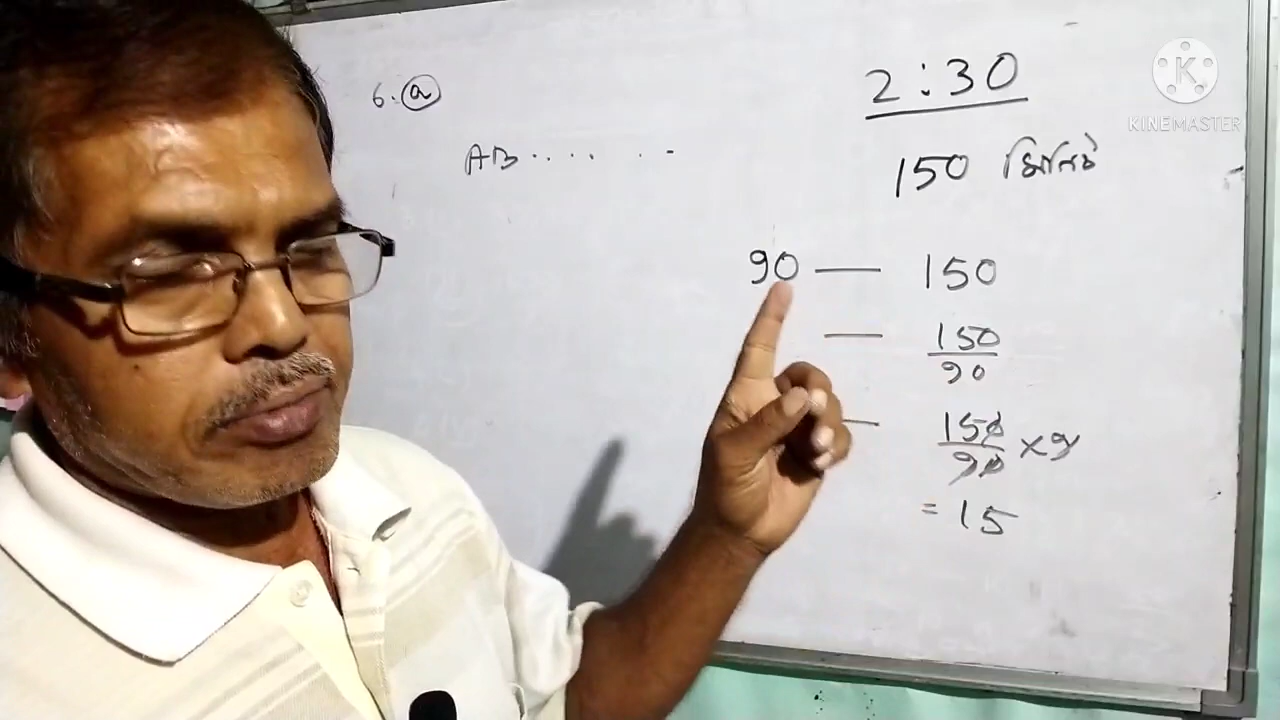 6. (a)
AB..... . -
2:30
150 মিনিট
90 — 150
— 150/90
— 150/90 × 9
= 15
KINEMASTER